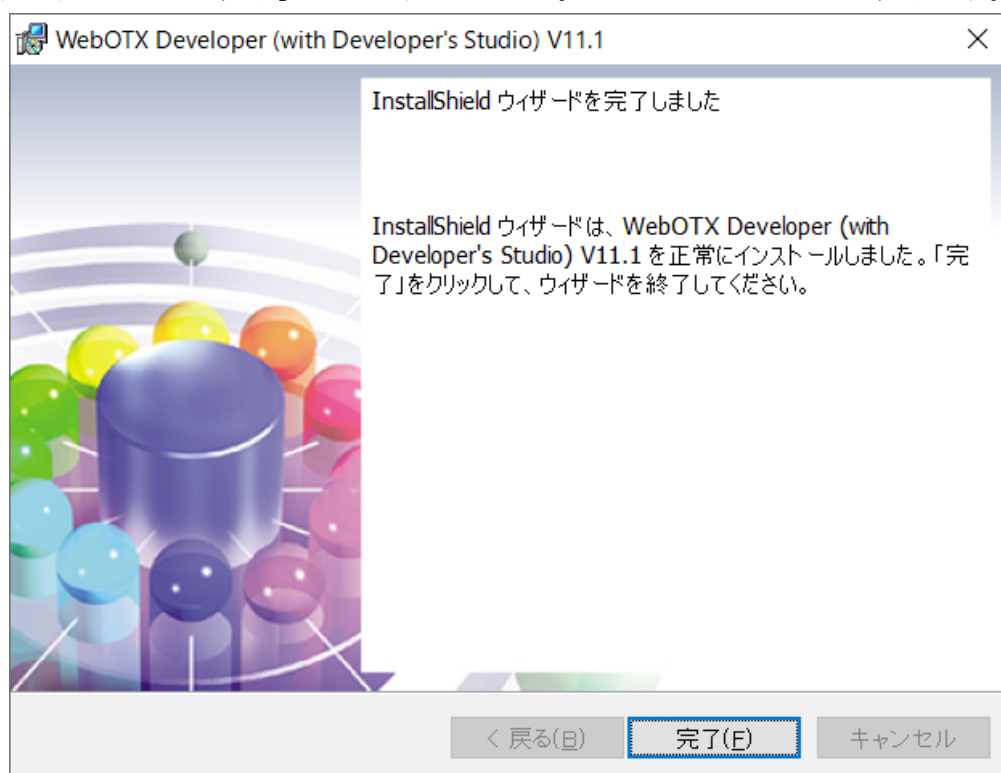 WebOTX Developer (with Developer's Studio) V11.1
InstallShield ウィザードを完了しました
InstallShield ウィザードは、WebOTX Developer (with
Developer's Studio) V11.1 を正常にインストールしました。「完
了」をクリックして、ウィザードを終了してください。
< 戻る(B)
完了(F)
キャンセル